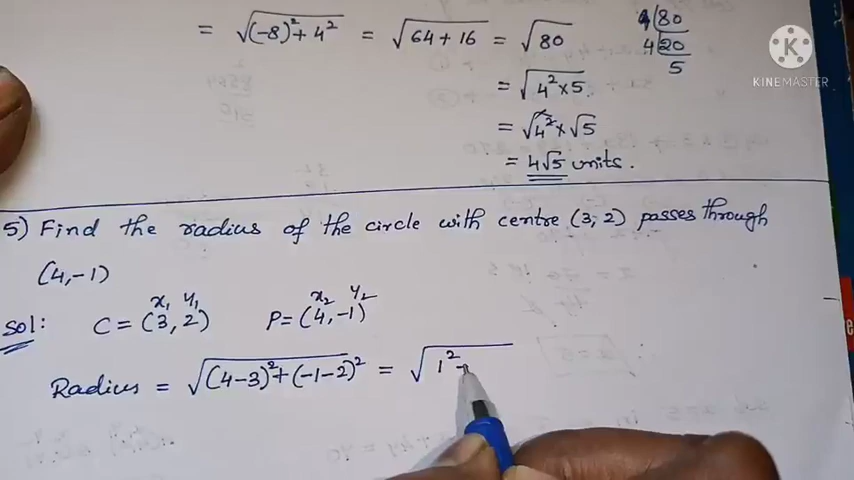 = √(-8)² + 4² = √64 + 16 = √80
4 80
4 20
5
KINEMASTER
= √4² x 5
= √4² x √5
= 4√5 units.
5) Find the radius of the circle with centre (3, 2) passes through
(4, -1)
x₁ y₁ x₂ y₂
Sol: C = (3, 2) P = (4, -1)
Radius = √(4-3)² + (-1-2)² = √1² -